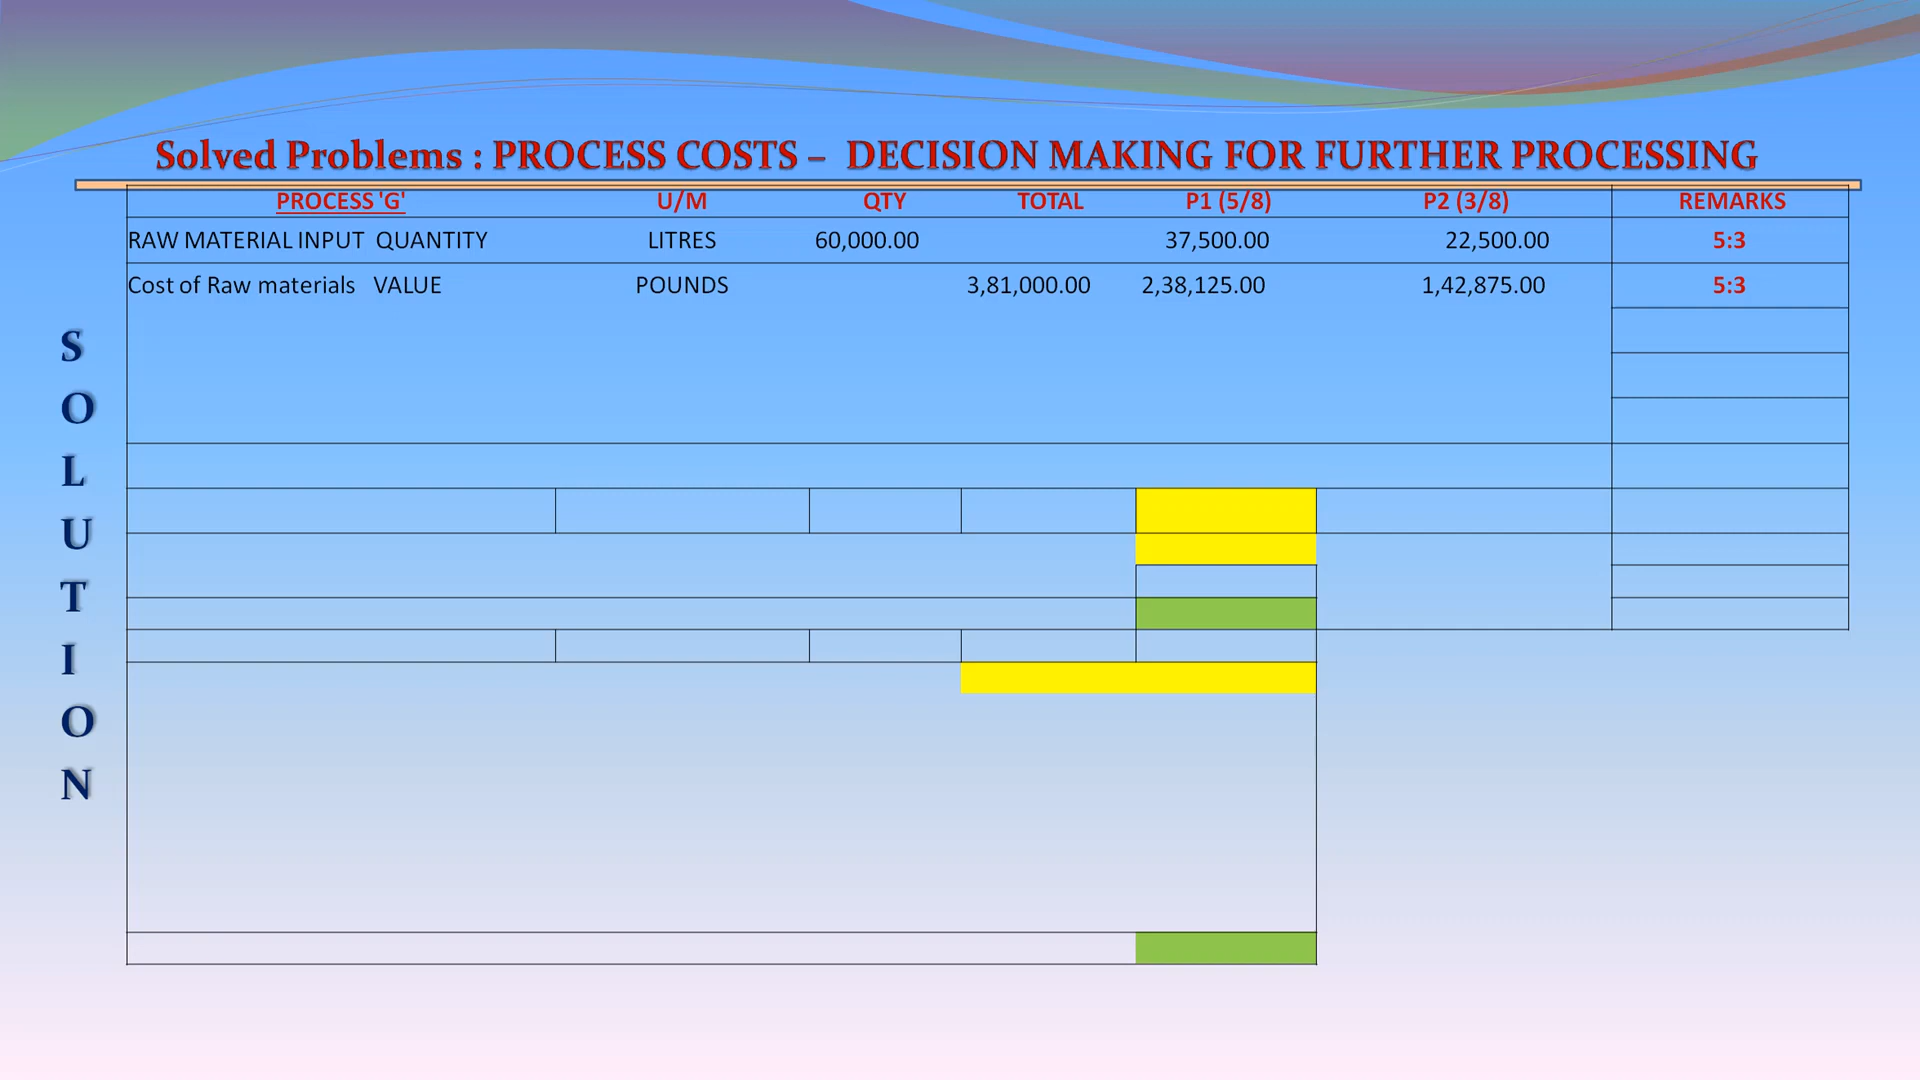 Solved Problems : PROCESS COSTS – DECISION MAKING FOR FURTHER PROCESSING
PROCESS 'G' U/M QTY TOTAL P1 (5/8) P2 (3/8) REMARKS
RAW MATERIAL INPUT QUANTITY LITRES 60,000.00 37,500.00 22,500.00 5:3
Cost of Raw materials VALUE POUNDS 3,81,000.00 2,38,125.00 1,42,875.00 5:3
S
O
L
U
T
I
O
N